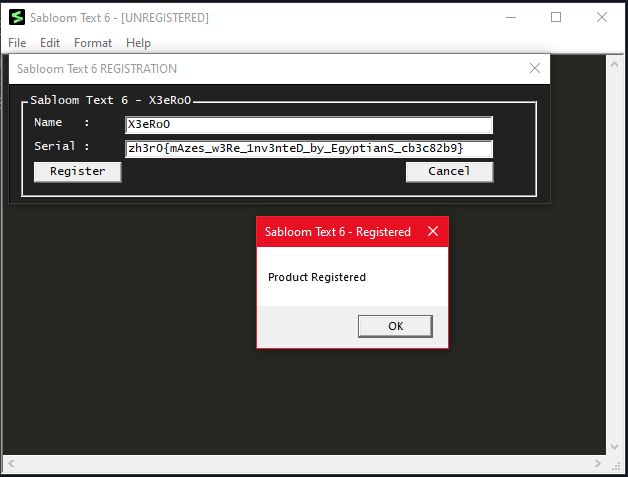 Sabloom Text 6 - [UNREGISTERED]
File Edit Format Help
Sabloom Text 6 REGISTRATION
Sabloom Text 6 - X3eRo0
Name :
X3eRo0
Serial :
zh3r0{mAzes_w3Re_1nv3nteD_by_EgyptianS_cb3c82b9}
Register
Cancel
Sabloom Text 6 - Registered
Product Registered
OK